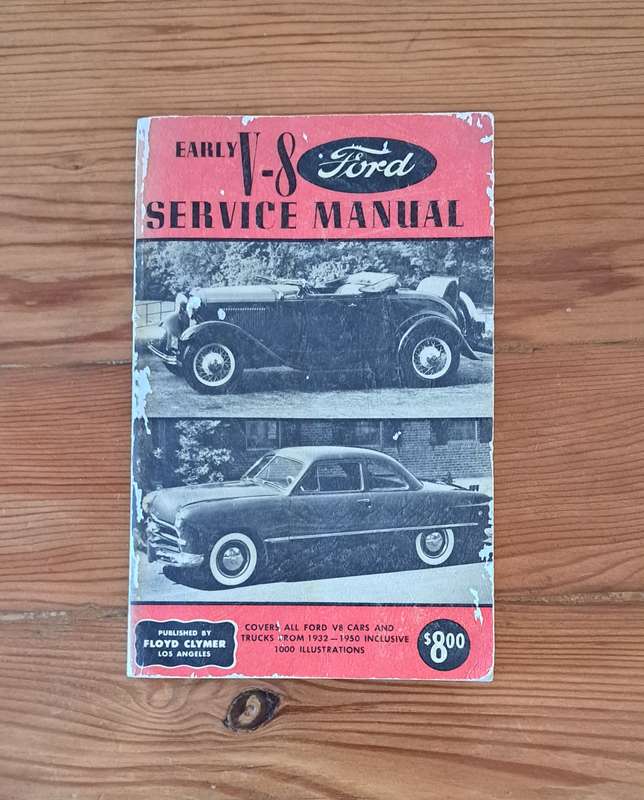 EARLY V-8 Ford
SERVICE MANUAL
PUBLISHED BY
FLOYD CLYMER
LOS ANGELES
COVERS ALL FORD V8 CARS AND
TRUCKS FROM 1932-1950 INCLUSIVE
1000 ILLUSTRATIONS
$8.00